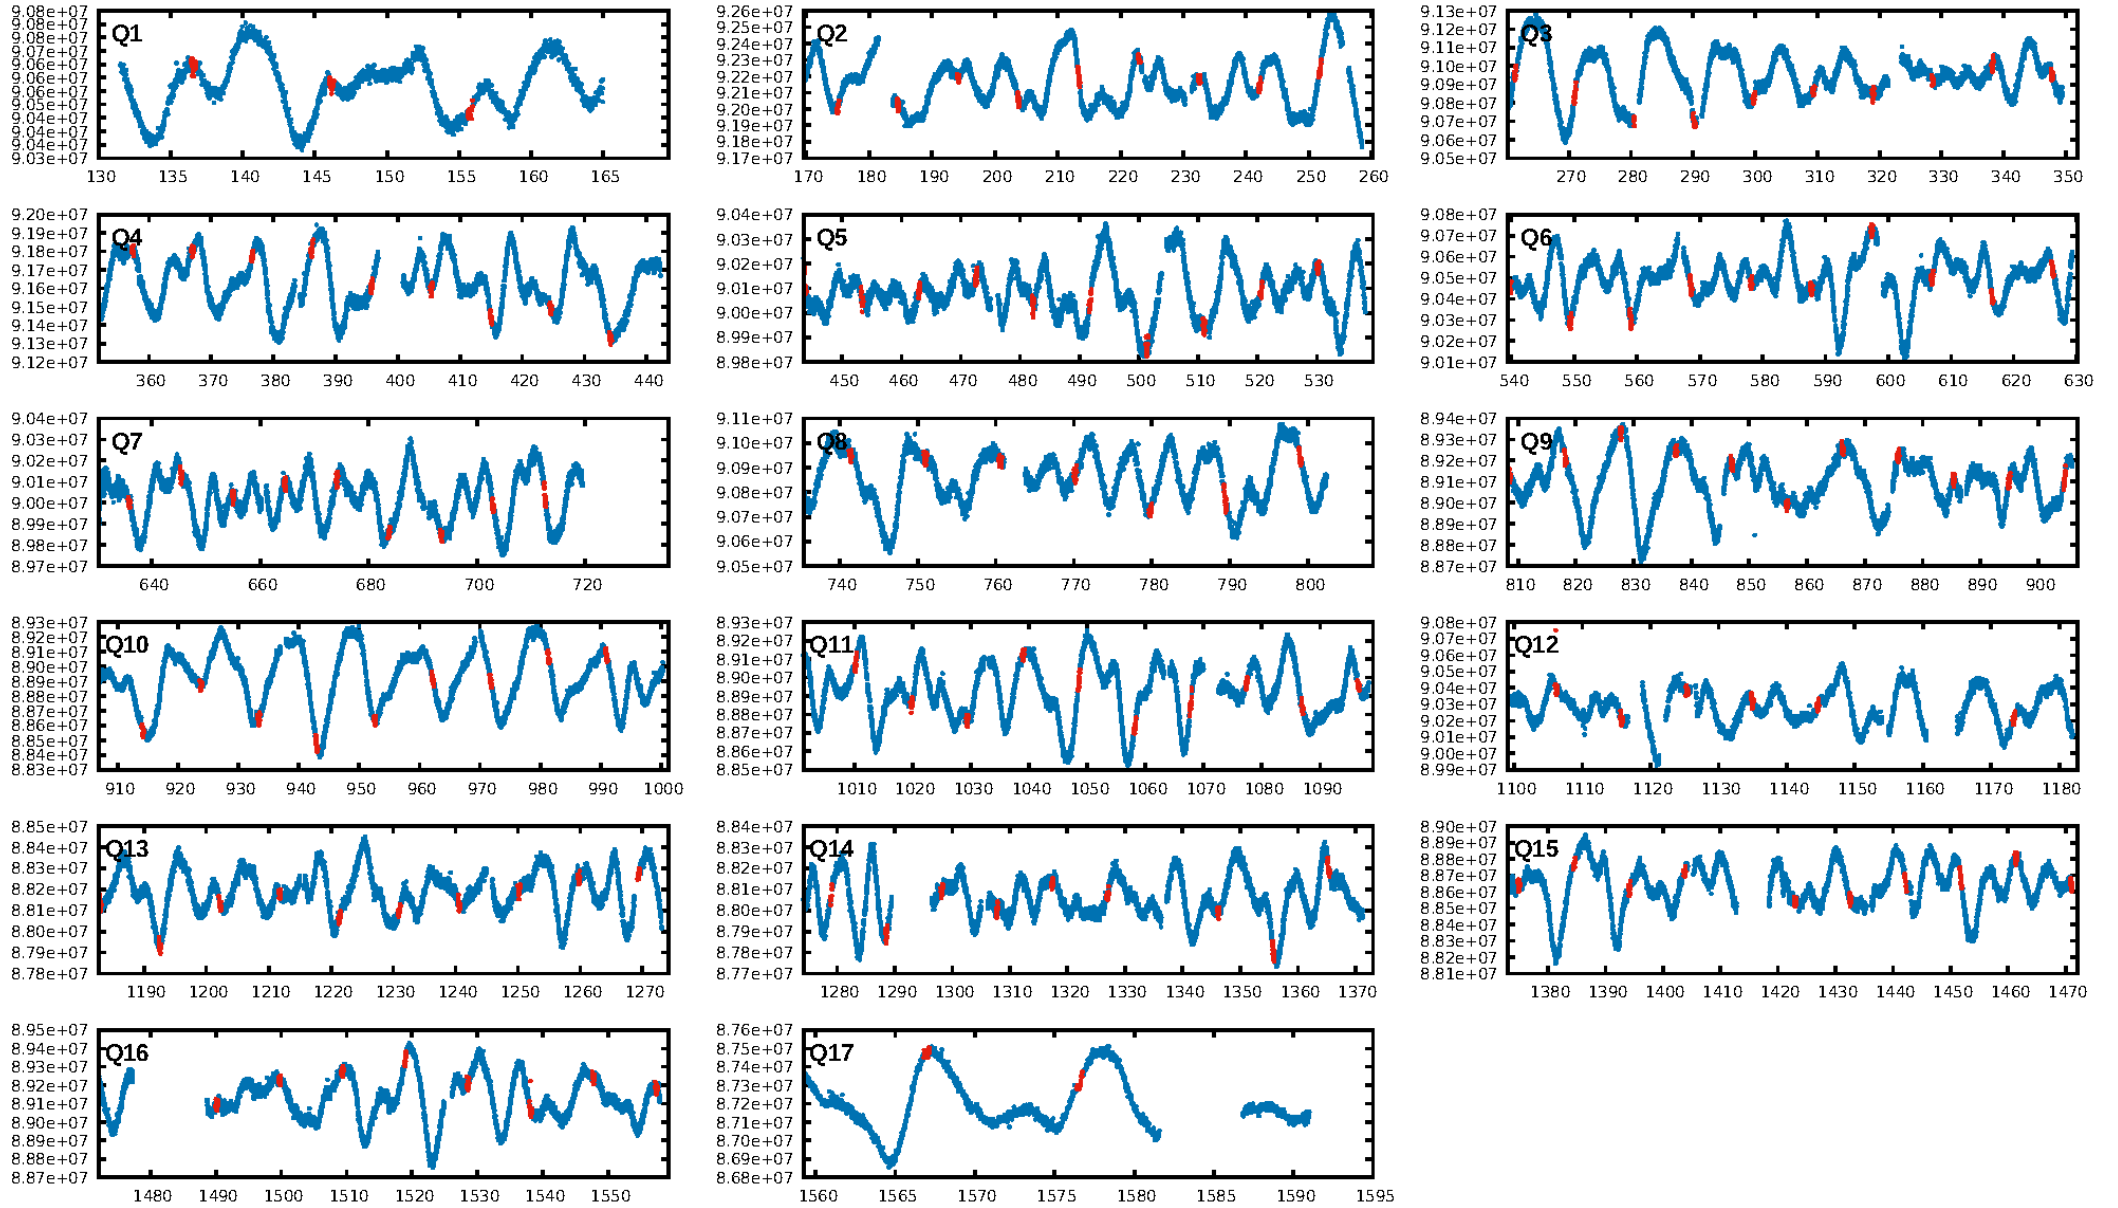 Q1
9.08e+07
9.08e+07
9.07e+07
9.07e+07
9.06e+07
9.06e+07
9.05e+07
9.05e+07
9.04e+07
9.04e+07
9.03e+07
130 135 140 145 150 155 160 165
Q2
9.26e+07
9.25e+07
9.24e+07
9.23e+07
9.22e+07
9.21e+07
9.20e+07
9.19e+07
9.18e+07
9.17e+07
170 180 190 200 210 220 230 240 250 260
Q3
9.13e+07
9.12e+07
9.11e+07
9.10e+07
9.09e+07
9.08e+07
9.07e+07
9.06e+07
9.05e+07
270 280 290 300 310 320 330 340 350
Q4
9.20e+07
9.19e+07
9.18e+07
9.17e+07
9.16e+07
9.15e+07
9.14e+07
9.13e+07
9.12e+07
360 370 380 390 400 410 420 430 440
Q5
9.04e+07
9.03e+07
9.02e+07
9.01e+07
9.00e+07
8.99e+07
8.98e+07
450 460 470 480 490 500 510 520 530
Q6
9.08e+07
9.07e+07
9.06e+07
9.05e+07
9.04e+07
9.03e+07
9.02e+07
9.01e+07
540 550 560 570 580 590 600 610 620 630
Q7
9.04e+07
9.03e+07
9.02e+07
9.01e+07
9.00e+07
8.99e+07
8.98e+07
8.97e+07
640 660 680 700 720
Q8
9.11e+07
9.10e+07
9.09e+07
9.08e+07
9.07e+07
9.06e+07
9.05e+07
740 750 760 770 780 790 800
Q9
8.94e+07
8.93e+07
8.92e+07
8.91e+07
8.90e+07
8.89e+07
8.88e+07
8.87e+07
810 820 830 840 850 860 870 880 890 900
Q10
8.93e+07
8.92e+07
8.91e+07
8.90e+07
8.89e+07
8.88e+07
8.87e+07
8.86e+07
8.85e+07
8.84e+07
8.83e+07
910 920 930 940 950 960 970 980 990 1000
Q11
8.93e+07
8.92e+07
8.91e+07
8.90e+07
8.89e+07
8.88e+07
8.87e+07
8.86e+07
8.85e+07
1010 1020 1030 1040 1050 1060 1070 1080 1090
Q12
9.08e+07
9.07e+07
9.06e+07
9.05e+07
9.04e+07
9.03e+07
9.02e+07
9.01e+07
9.00e+07
8.99e+07
1100 1110 1120 1130 1140 1150 1160 1170 1180
Q13
8.85e+07
8.84e+07
8.83e+07
8.82e+07
8.81e+07
8.80e+07
8.79e+07
8.78e+07
1190 1200 1210 1220 1230 1240 1250 1260 1270
Q14
8.84e+07
8.83e+07
8.82e+07
8.81e+07
8.80e+07
8.79e+07
8.78e+07
8.77e+07
1280 1290 1300 1310 1320 1330 1340 1350 1360 1370
Q15
8.90e+07
8.89e+07
8.88e+07
8.87e+07
8.86e+07
8.85e+07
8.84e+07
8.83e+07
8.82e+07
8.81e+07
1380 1390 1400 1410 1420 1430 1440 1450 1460 1470
Q16
8.95e+07
8.94e+07
8.93e+07
8.92e+07
8.91e+07
8.90e+07
8.89e+07
8.88e+07
8.87e+07
1480 1490 1500 1510 1520 1530 1540 1550
Q17
8.76e+07
8.75e+07
8.74e+07
8.73e+07
8.72e+07
8.71e+07
8.70e+07
8.69e+07
8.68e+07
1560 1565 1570 1575 1580 1585 1590 1595